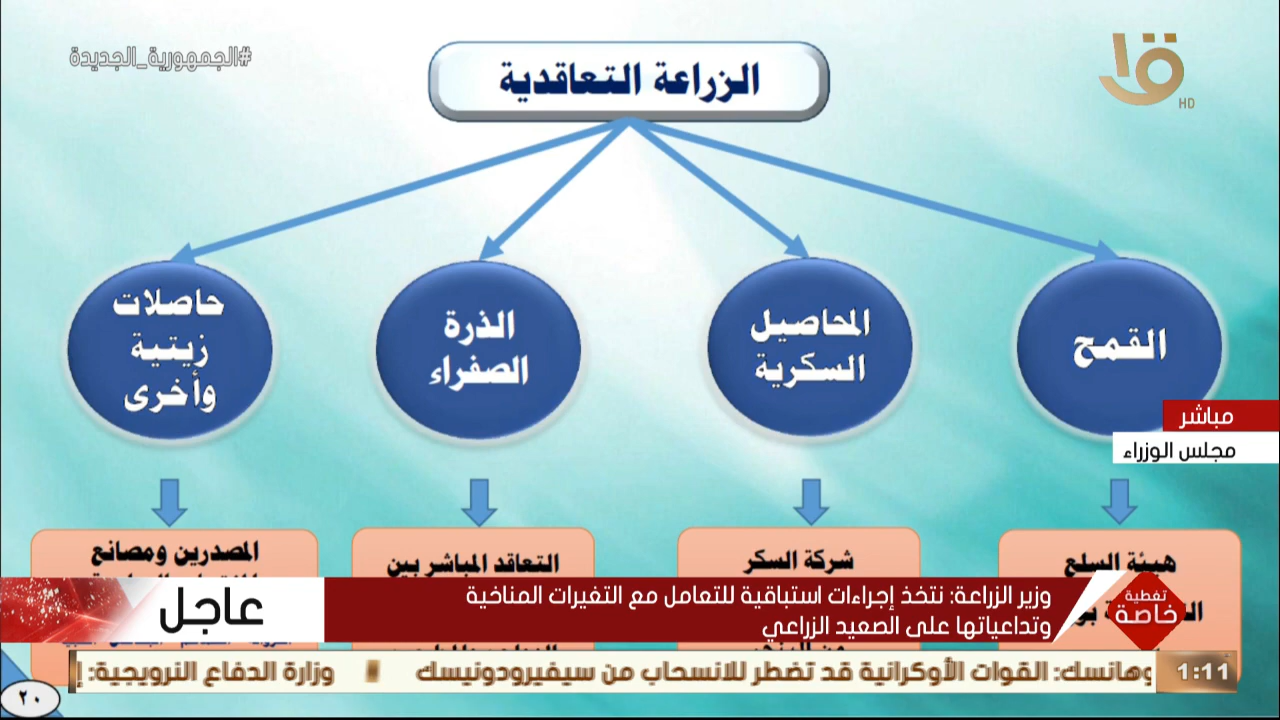 #الجمهورية_الجديدة
HD
الزراعة التعاقدية
القمح
المحاصيل
السكرية
الذرة
الصفراء
حاصلات
زيتية
وأخرى
مباشر
مجلس الوزراء
هيئة السلع
شركة السكر
التعاقد المباشر بين
المصدرين ومصانع
تغطية
خاصة
وزير الزراعة: نتخذ إجراءات استباقية للتعامل مع التغيرات المناخية
وتداعياتها على الصعيد الزراعي
عاجل
1:11
وهانسك: القوات الأوكرانية قد تضطر للانسحاب من سيفيرودونيسك
وزارة الدفاع النرويجية:
٢٠